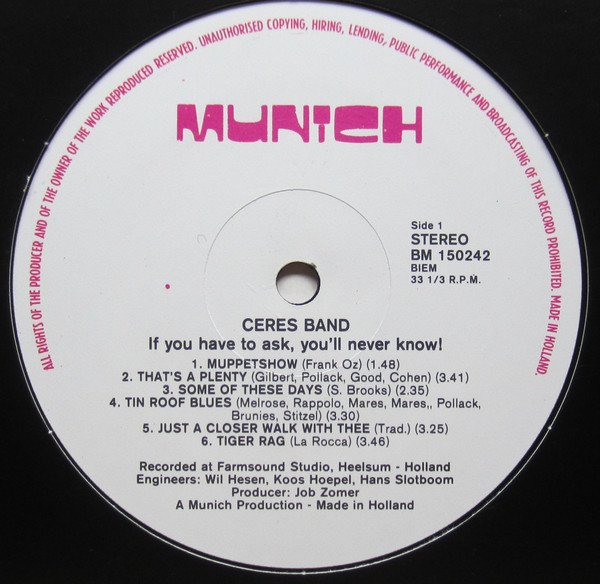 ALL RIGHTS OF THE PRODUCER AND OF THE OWNER OF THE WORK REPRODUCED RESERVED. UNAUTHORISED COPYING, HIRING, LENDING, PUBLIC PERFORMANCE AND BROADCASTING OF THIS RECORD PROHIBITED. MADE IN HOLLAND.
MUNICH
Side 1
STEREO
BM 150242
BIEM
33 1/3 R.P.M.
CERES BAND
If you have to ask, you'll never know!
1. MUPPETSHOW (Frank Oz) (1.48)
2. THAT'S A PLENTY (Gilbert, Pollack, Good, Cohen) (3.41)
3. SOME OF THESE DAYS (S. Brooks) (2.35)
4. TIN ROOF BLUES (Melrose, Rappolo, Mares, Mares,, Pollack,
Brunies, Stitzel) (3.30)
5. JUST A CLOSER WALK WITH THEE (Trad.) (3.25)
6. TIGER RAG (La Rocca) (3.46)
Recorded at Farmsound Studio, Heelsum - Holland
Engineers: Wil Hesen, Koos Hoepel, Hans Slotboom
Producer: Job Zomer
A Munich Production - Made in Holland